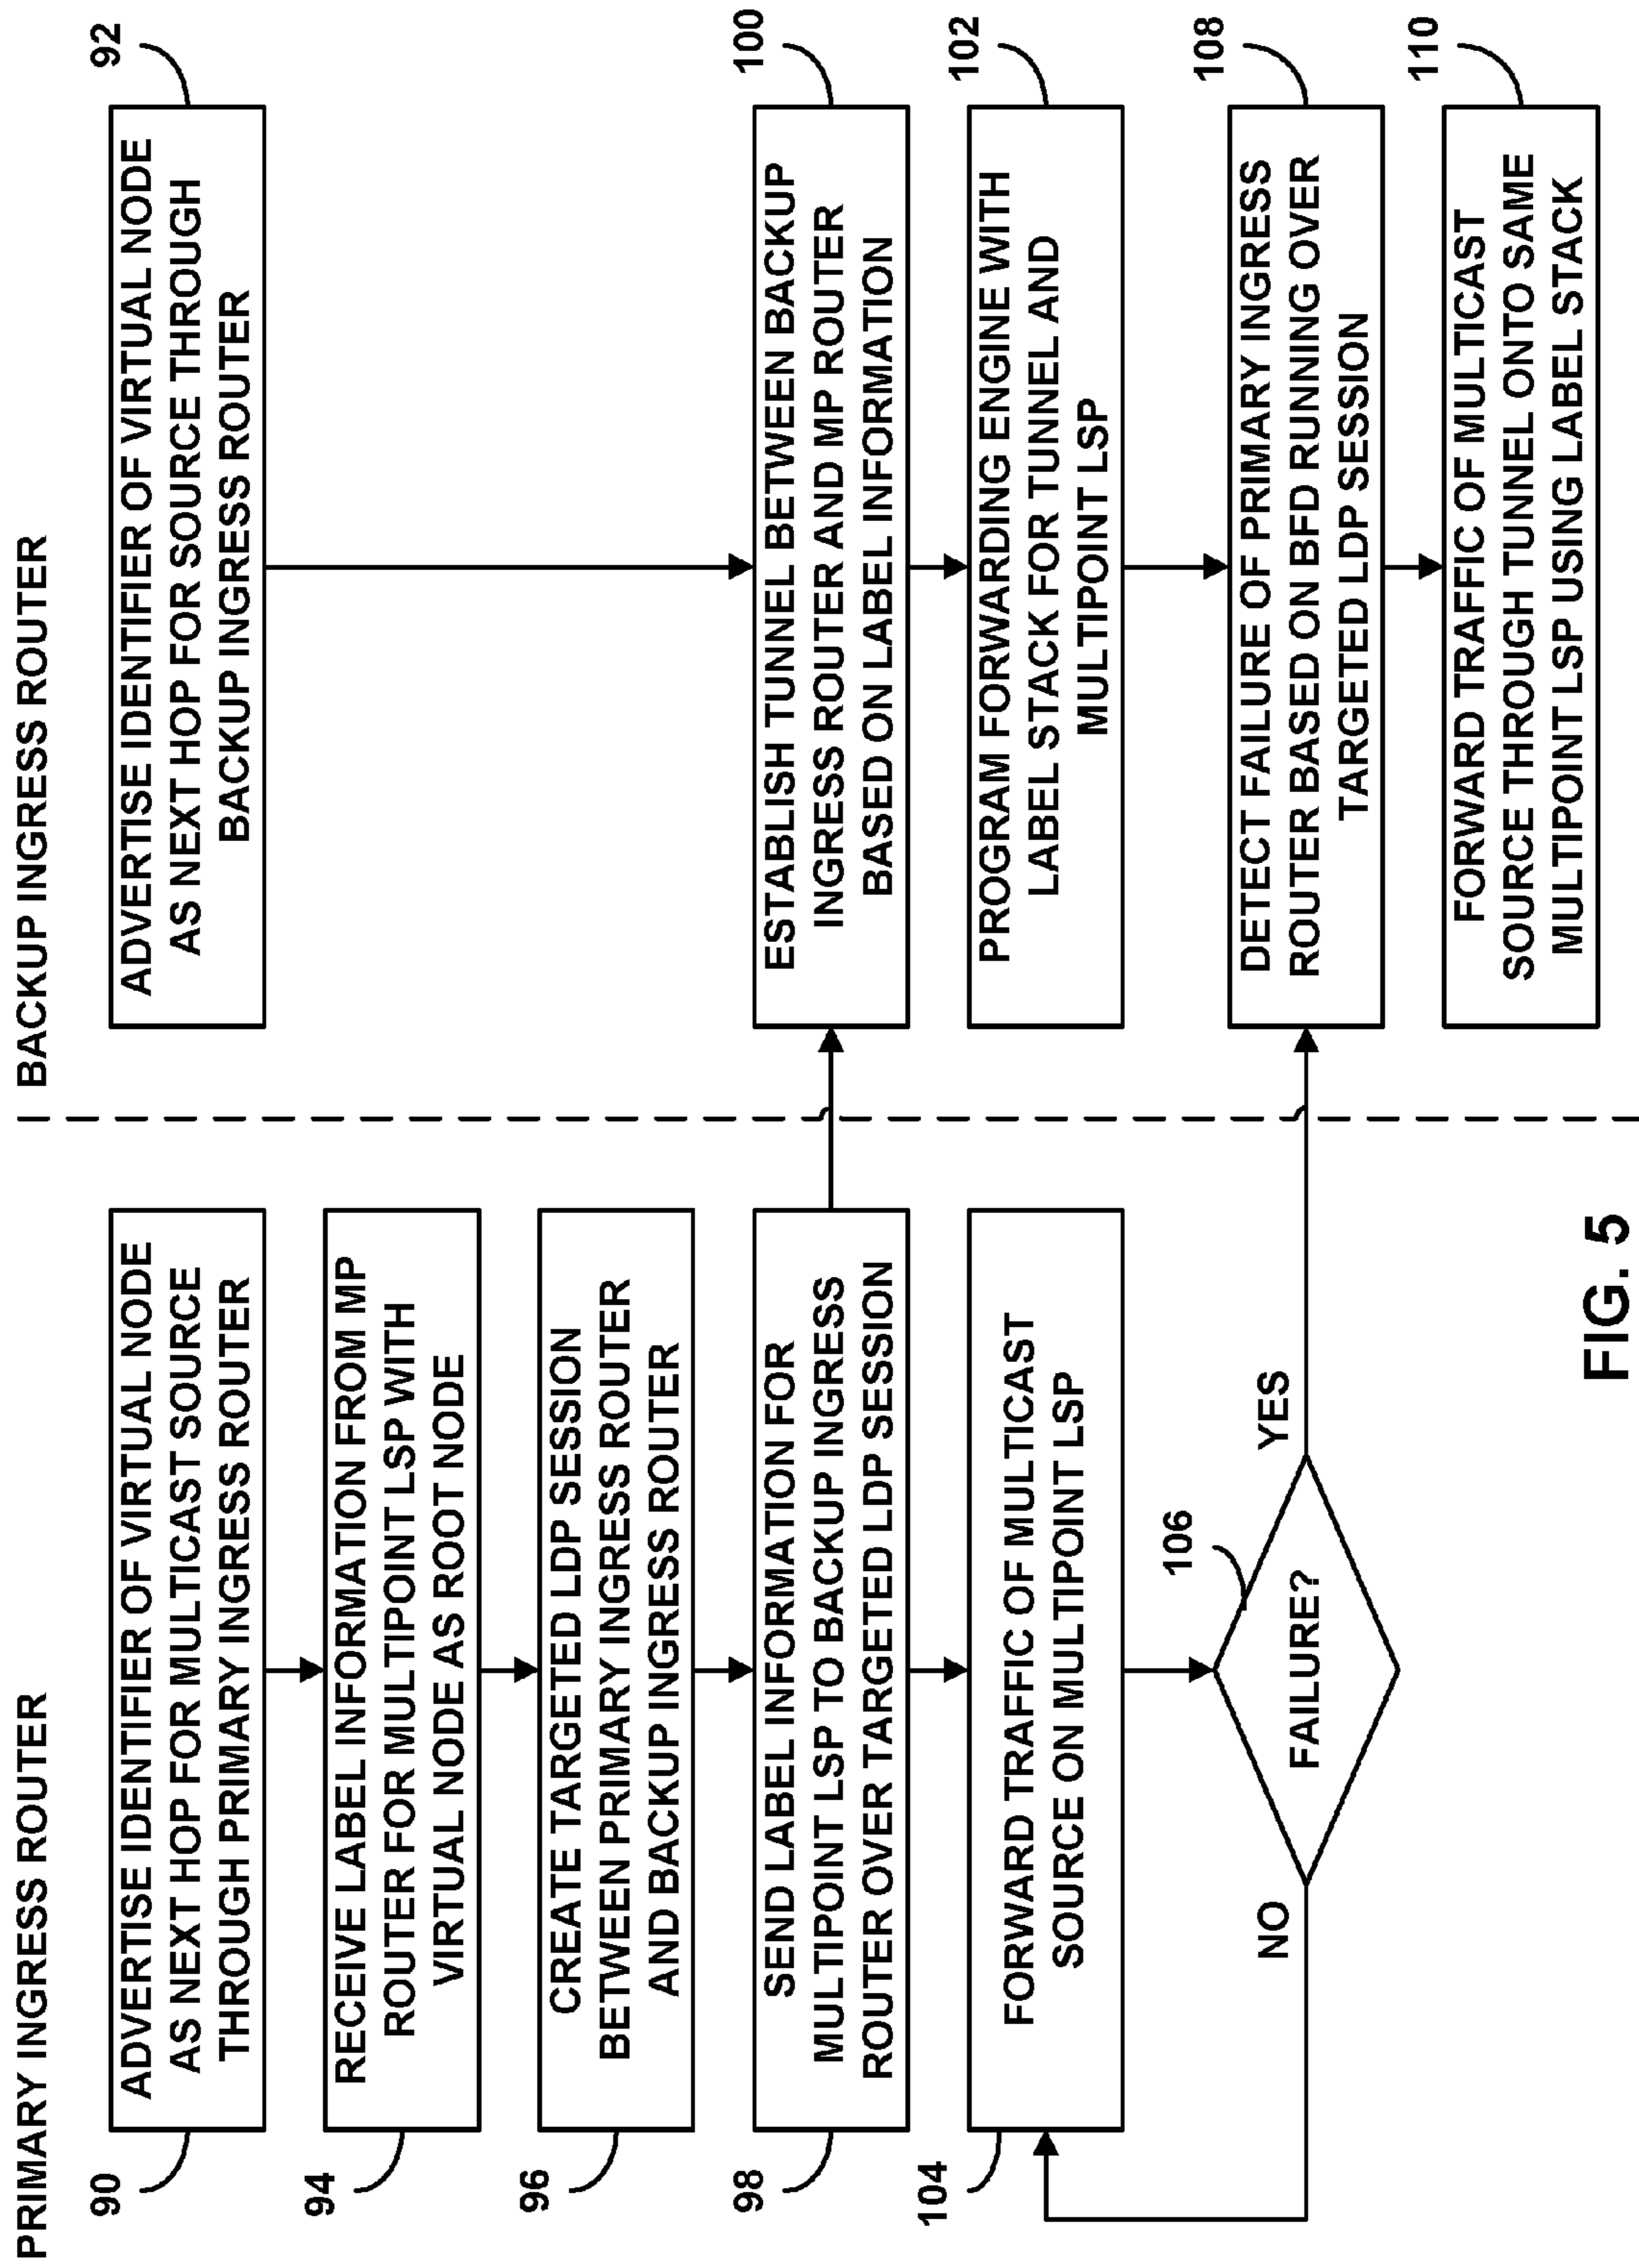 PRIMARY INGRESS ROUTER
90
ADVERTISE IDENTIFIER OF VIRTUAL NODE
AS NEXT HOP FOR MULTICAST SOURCE
THROUGH PRIMARY INGRESS ROUTER
94
RECEIVE LABEL INFORMATION FROM MP
ROUTER FOR MULTIPOINT LSP WITH
VIRTUAL NODE AS ROOT NODE
96
CREATE TARGETED LDP SESSION
BETWEEN PRIMARY INGRESS ROUTER
AND BACKUP INGRESS ROUTER
98
SEND LABEL INFORMATION FOR
MULTIPOINT LSP TO BACKUP INGRESS
ROUTER OVER TARGETED LDP SESSION
104
FORWARD TRAFFIC OF MULTICAST
SOURCE ON MULTIPOINT LSP
106
FAILURE?
NO
YES
BACKUP INGRESS ROUTER
92
ADVERTISE IDENTIFIER OF VIRTUAL NODE
AS NEXT HOP FOR SOURCE THROUGH
BACKUP INGRESS ROUTER
100
ESTABLISH TUNNEL BETWEEN BACKUP
INGRESS ROUTER AND MP ROUTER
BASED ON LABEL INFORMATION
102
PROGRAM FORWARDING ENGINE WITH
LABEL STACK FOR TUNNEL AND
MULTIPOINT LSP
108
DETECT FAILURE OF PRIMARY INGRESS
ROUTER BASED ON BFD RUNNING OVER
TARGETED LDP SESSION
110
FORWARD TRAFFIC OF MULTICAST
SOURCE THROUGH TUNNEL ONTO SAME
MULTIPOINT LSP USING LABEL STACK
FIG. 5